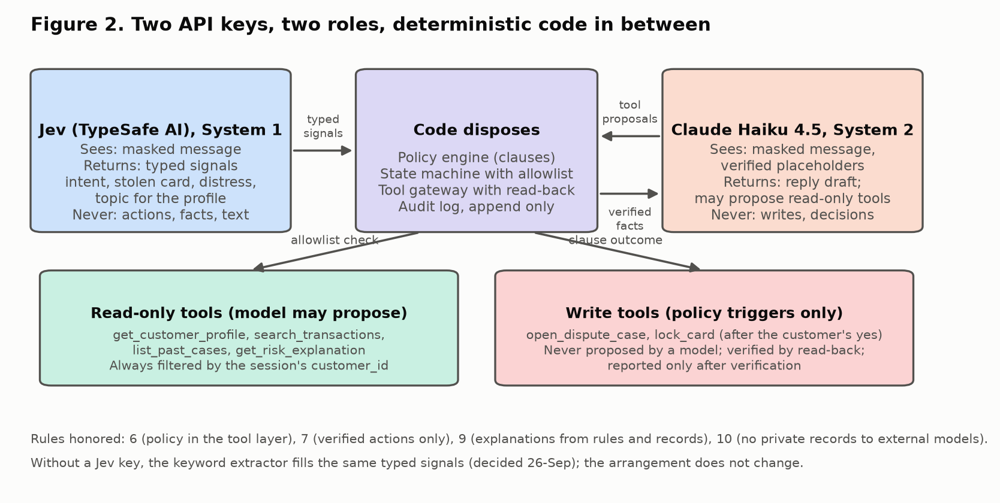 Figure 2. Two API keys, two roles, deterministic code in between
Jev (TypeSafe AI), System 1
Sees: masked message
Returns: typed signals
intent, stolen card, distress,
topic for the profile
Never: actions, facts, text
typed
signals
Code disposes
Policy engine (clauses)
State machine with allowlist
Tool gateway with read-back
Audit log, append only
tool
proposals
verified
facts
clause outcome
Claude Haiku 4.5, System 2
Sees: masked message,
verified placeholders
Returns: reply draft;
may propose read-only tools
Never: writes, decisions
allowlist check
Read-only tools (model may propose)
get_customer_profile, search_transactions,
list_past_cases, get_risk_explanation
Always filtered by the session's customer_id
Write tools (policy triggers only)
open_dispute_case, lock_card (after the customer's yes)
Never proposed by a model; verified by read-back;
reported only after verification
Rules honored: 6 (policy in the tool layer), 7 (verified actions only), 9 (explanations from rules and records), 10 (no private records to external models).
Without a Jev key, the keyword extractor fills the same typed signals (decided 26-Sep); the arrangement does not change.